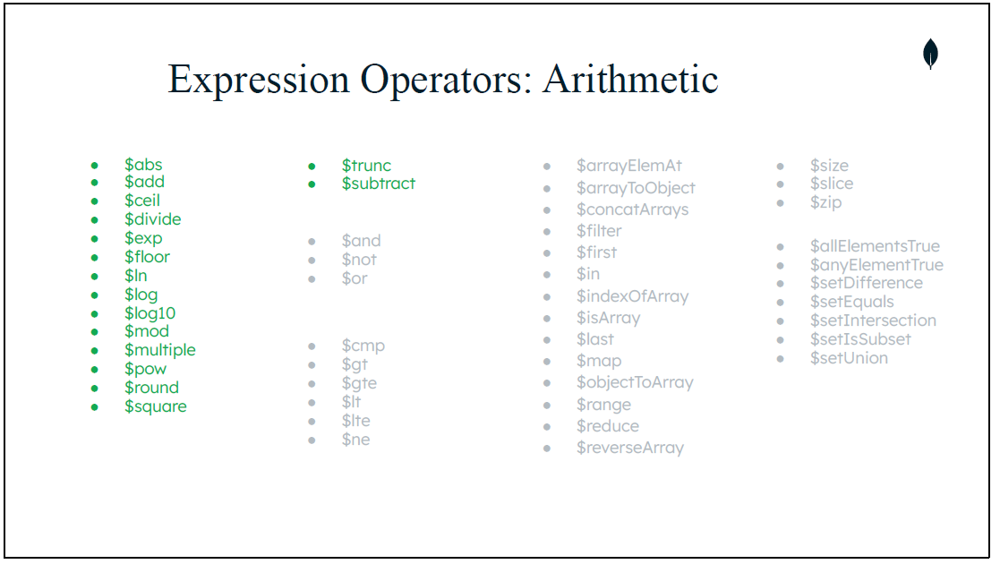 Expression Operators: Arithmetic
● $abs
● $add
● $ceil
● $divide
● $exp
● $floor
● $ln
● $log
● $log10
● $mod
● $multiple
● $pow
● $round
● $square
● $trunc
● $subtract
● $and
● $not
● $or
● $cmp
● $gt
● $gte
● $lt
● $lte
● $ne
● $arrayElemAt
● $arrayToObject
● $concatArrays
● $filter
● $first
● $in
● $indexOfArray
● $isArray
● $last
● $map
● $objectToArray
● $range
● $reduce
● $reverseArray
● $size
● $slice
● $zip
● $allElementsTrue
● $anyElementTrue
● $setDifference
● $setEquals
● $setIntersection
● $setIsSubset
● $setUnion